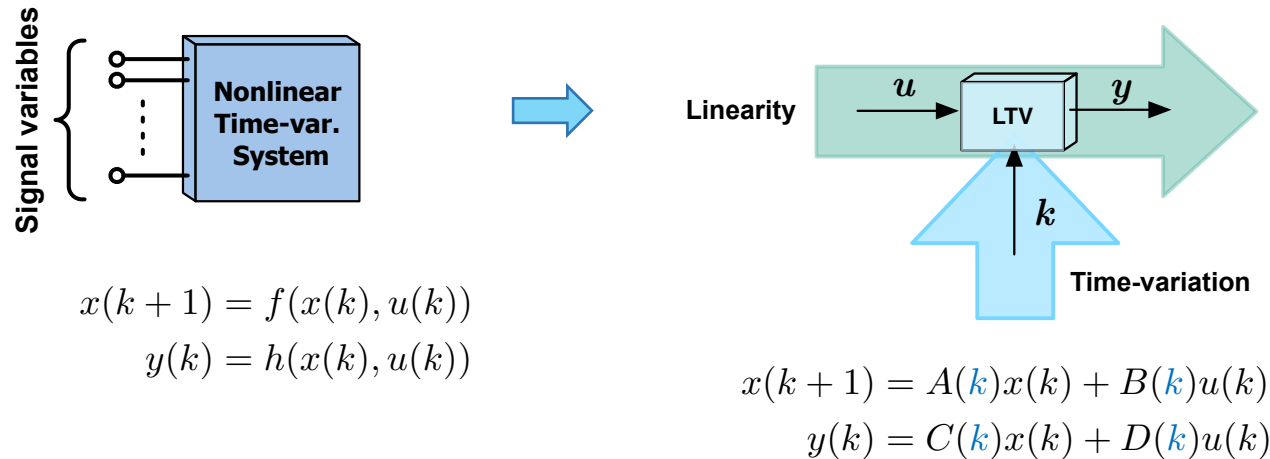 Signal variables
Nonlinear
Time-var.
System
x(k + 1) = f(x(k), u(k))
y(k) = h(x(k), u(k))
Linearity
u
LTV
y
k
Time-variation
x(k + 1) = A(k)x(k) + B(k)u(k)
y(k) = C(k)x(k) + D(k)u(k)